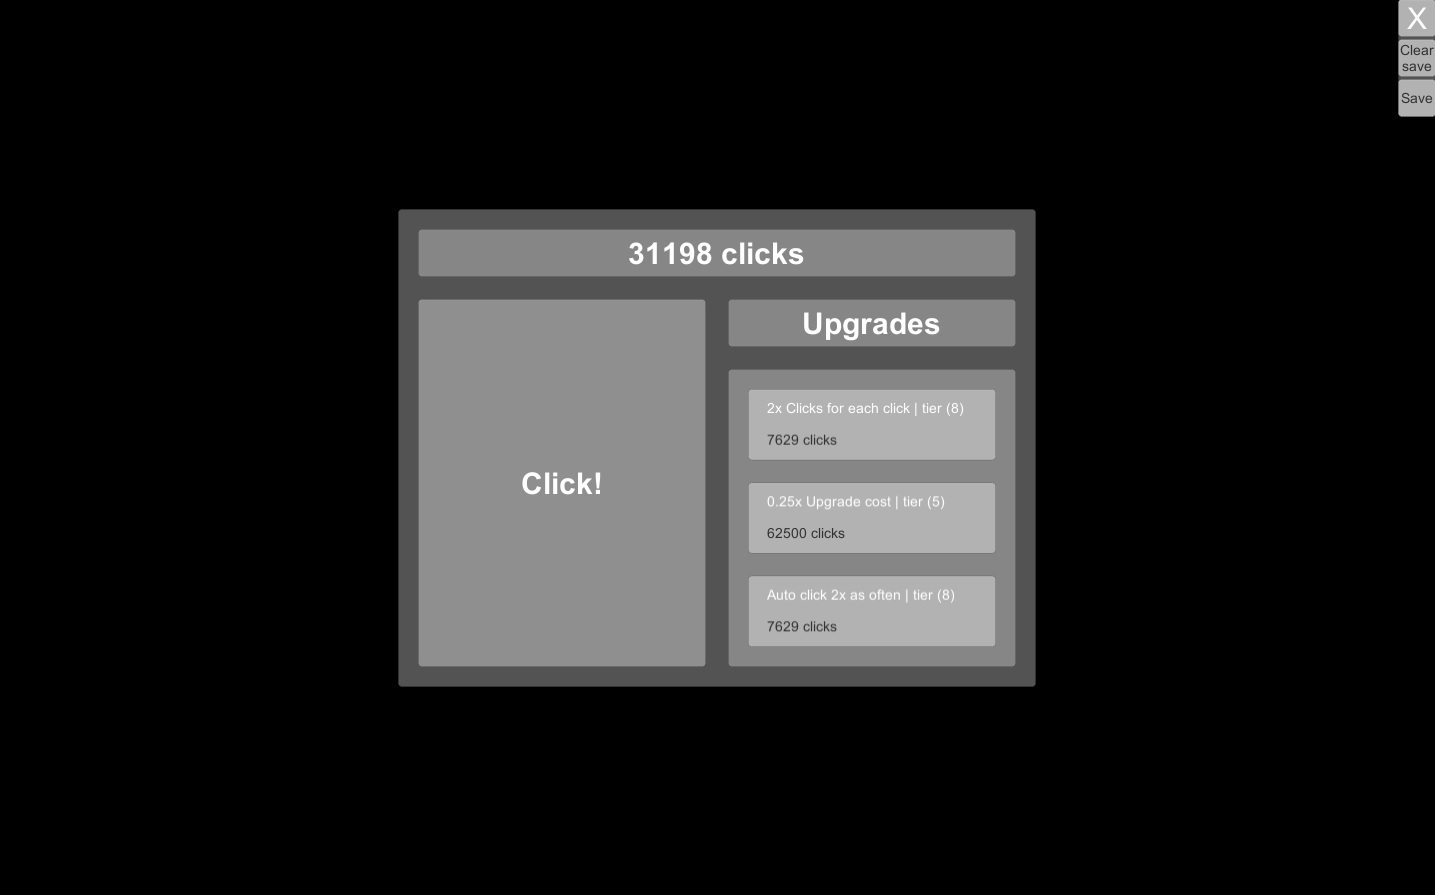 X
Clear
save
Save
31198 clicks
Click!
Upgrades
2x Clicks for each click | tier (8)
7629 clicks
0.25x Upgrade cost | tier (5)
62500 clicks
Auto click 2x as often | tier (8)
7629 clicks